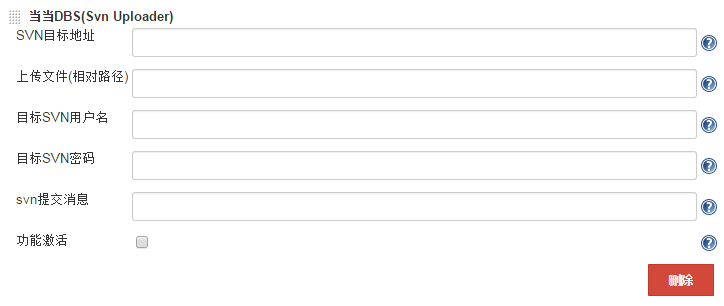 当当DBS(Svn Uploader)
SVN目标地址
上传文件(相对路径)
目标SVN用户名
目标SVN密码
svn提交消息
功能激活
删除